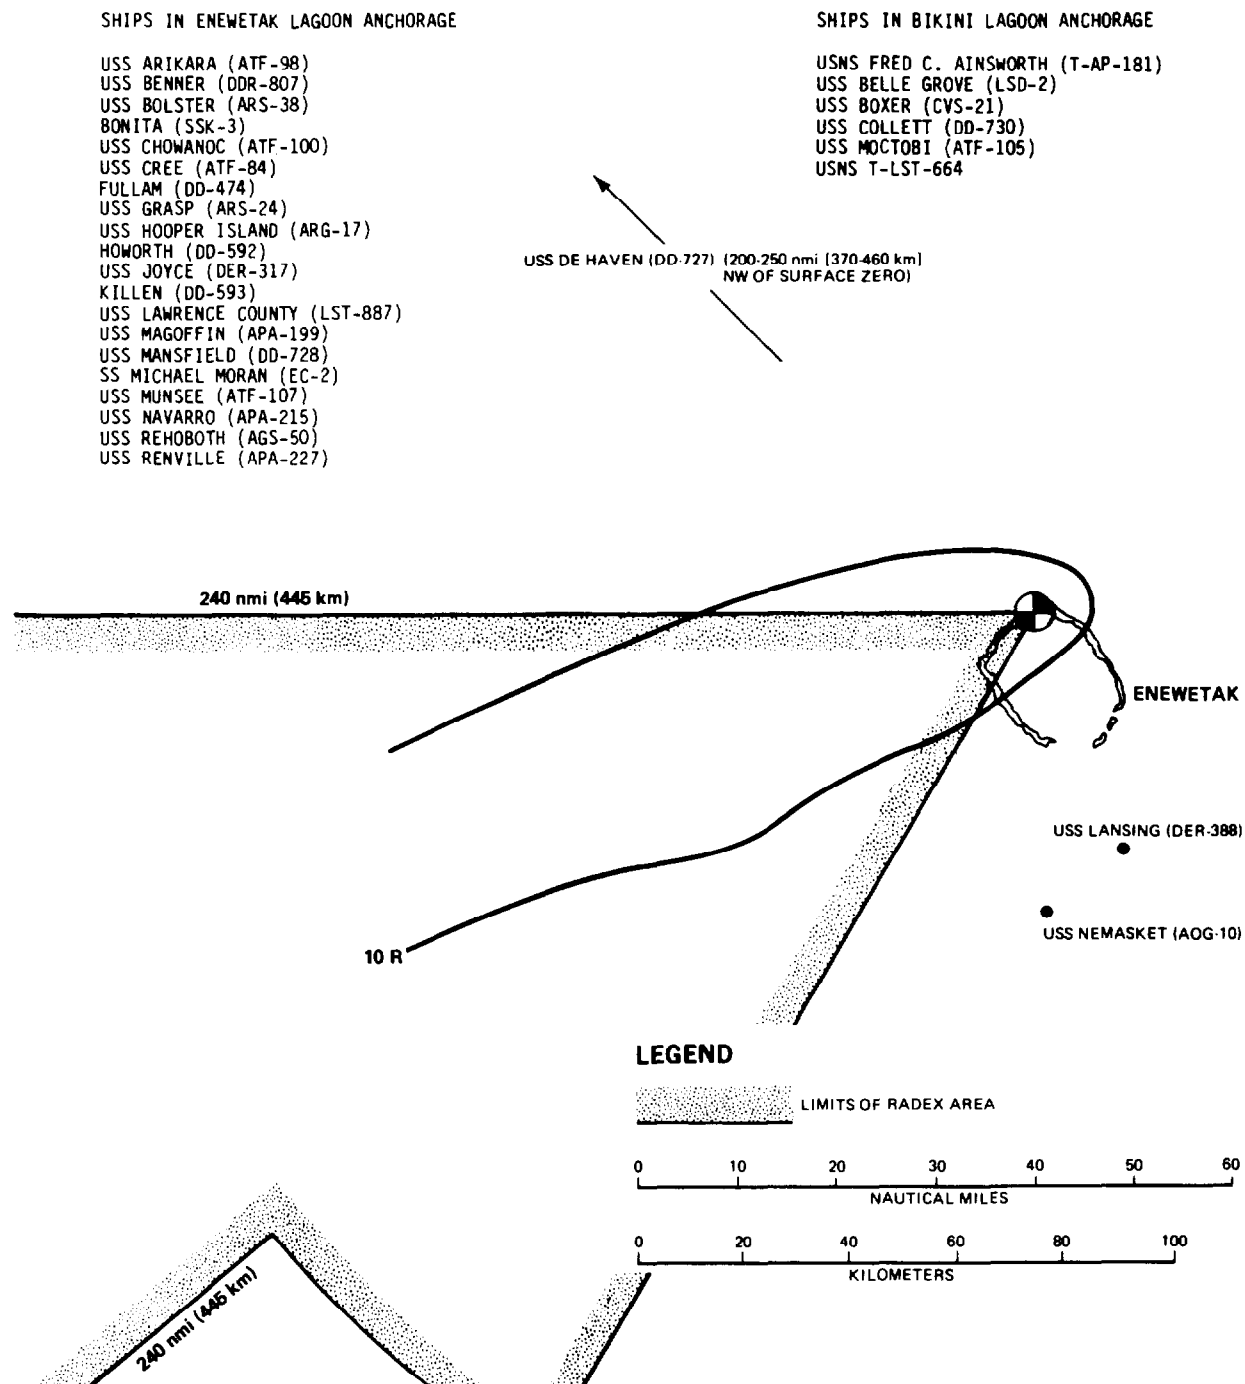 SHIPS IN ENEWETAK LAGOON ANCHORAGE
USS ARIKARA (ATF-98)
USS BENNER (DDR-807)
USS BOLSTER (ARS-38)
BONITA (SSK-3)
USS CHOWANOC (ATF-100)
USS CREE (ATF-84)
FULLAM (DD-474)
USS GRASP (ARS-24)
USS HOOPER ISLAND (ARG-17)
HOWORTH (DD-592)
USS JOYCE (DER-317)
KILLEN (DD-593)
USS LAWRENCE COUNTY (LST-887)
USS MAGOFFIN (APA-199)
USS MANSFIELD (DD-728)
SS MICHAEL MORAN (EC-2)
USS MUNSEE (ATF-107)
USS NAVARRO (APA-215)
USS REHOBOTH (AGS-50)
USS RENVILLE (APA-227)
SHIPS IN BIKINI LAGOON ANCHORAGE
USNS FRED C. AINSWORTH (T-AP-181)
USS BELLE GROVE (LSD-2)
USS BOXER (CVS-21)
USS COLLETT (DD-730)
USS MOCTOBI (ATF-105)
USNS T-LST-664
USS DE HAVEN (DD-727) (200-250 nmi [370-460 km]
NW OF SURFACE ZERO)
240 nmi (445 km)
ENEWETAK
USS LANSING (DER-388)
USS NEMASKET (AOG-10)
10 R
LEGEND
LIMITS OF RADEX AREA
0 10 20 30 40 50 60
NAUTICAL MILES
0 20 40 60 80 100
KILOMETERS
240 nmi (445 km)